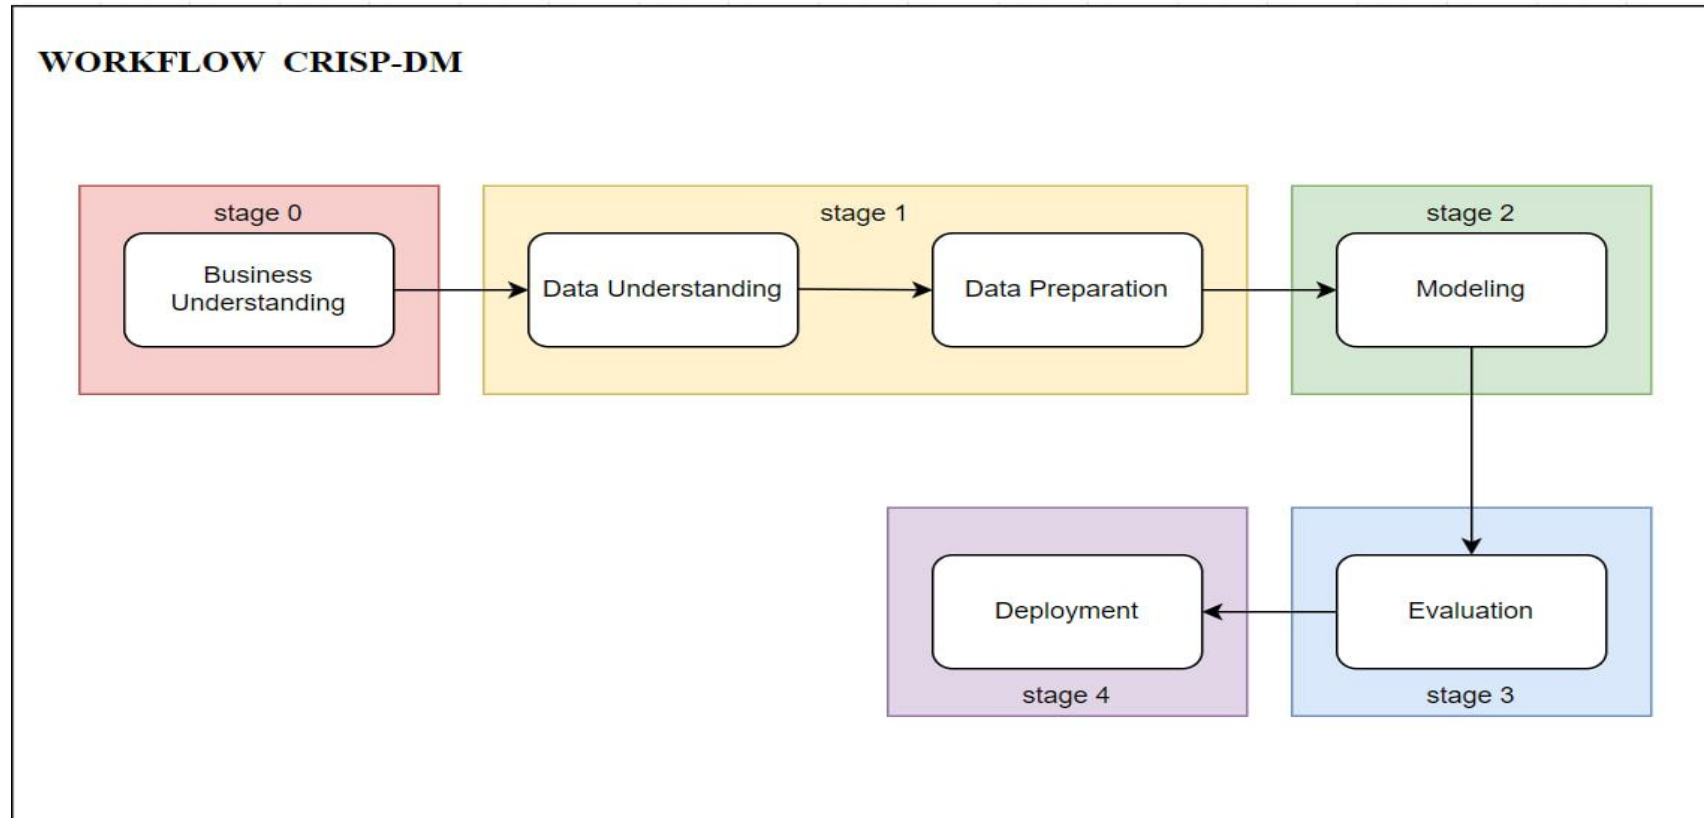 WORKFLOW CRISP-DM
stage 0
Business
Understanding
stage 1
Data Understanding
Data Preparation
stage 2
Modeling
Evaluation
stage 3
Deployment
stage 4